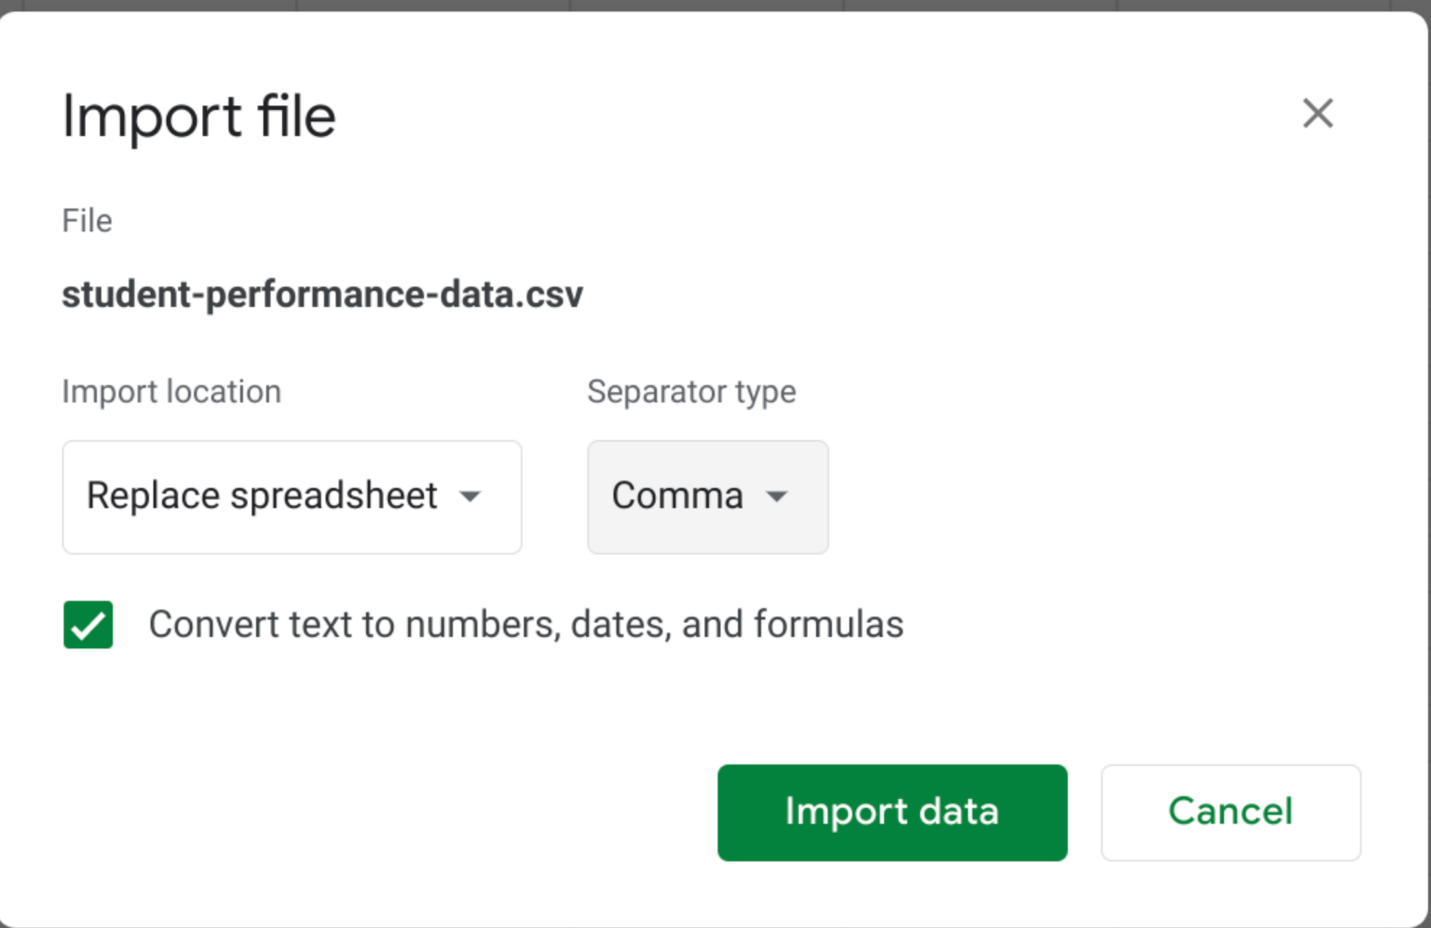 Import file
File
student-performance-data.csv
Import location
Separator type
Replace spreadsheet
Comma
Convert text to numbers, dates, and formulas
Import data
Cancel